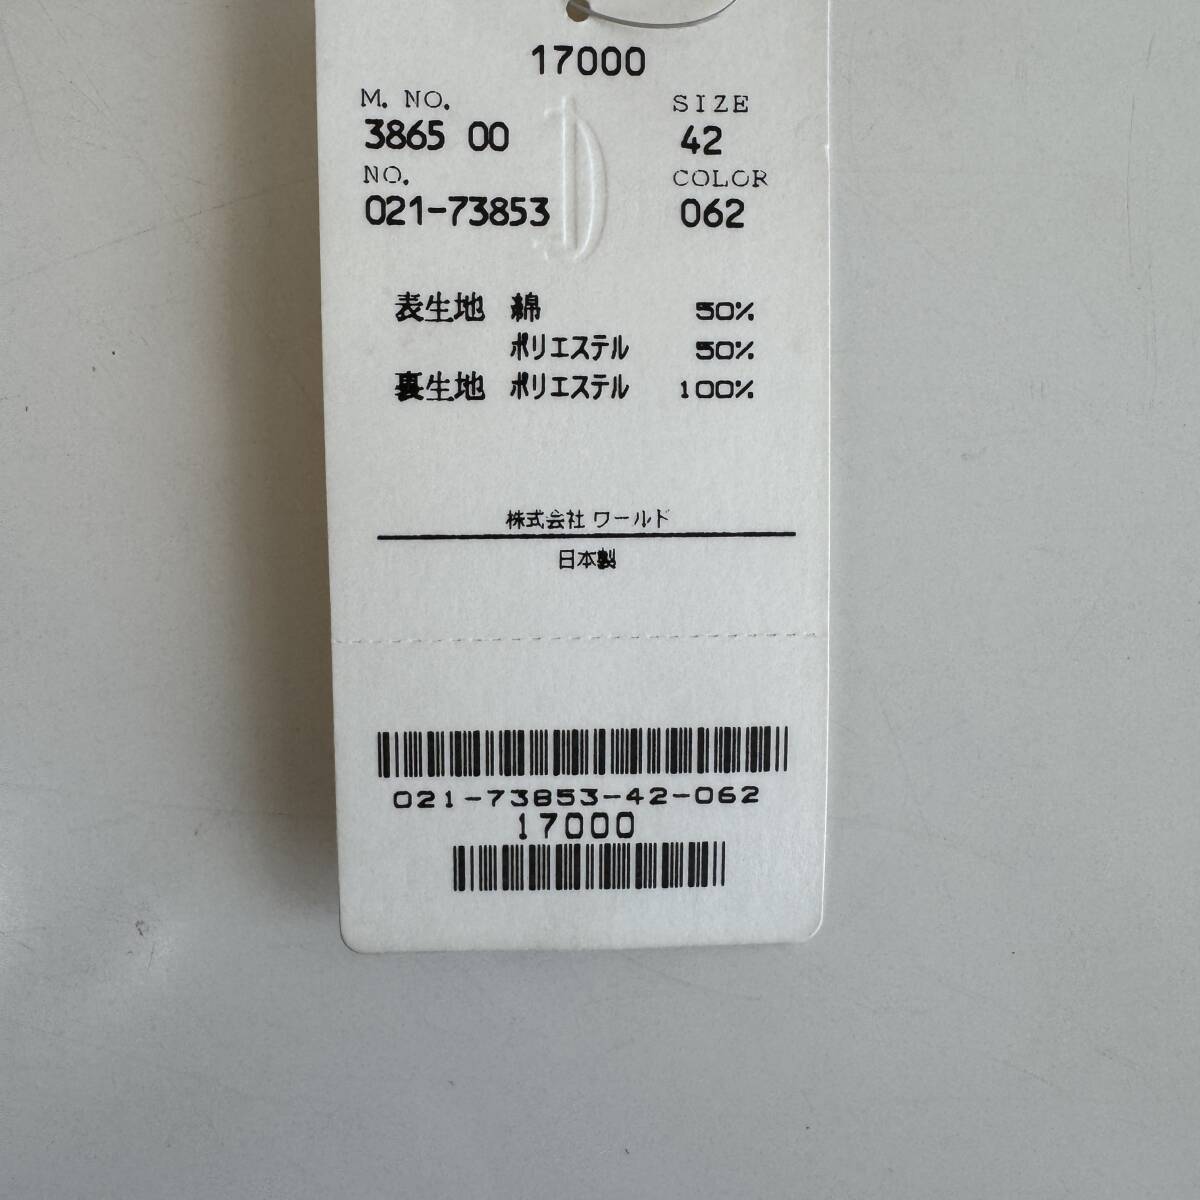 17000
M. NO. SIZE
3865 00 42
NO. COLOR
021-73853 062
表生地 綿 50%
ポリエステル 50%
裏生地 ポリエステル 100%
株式会社 ワールド
日本製
021-73853-42-062
17000